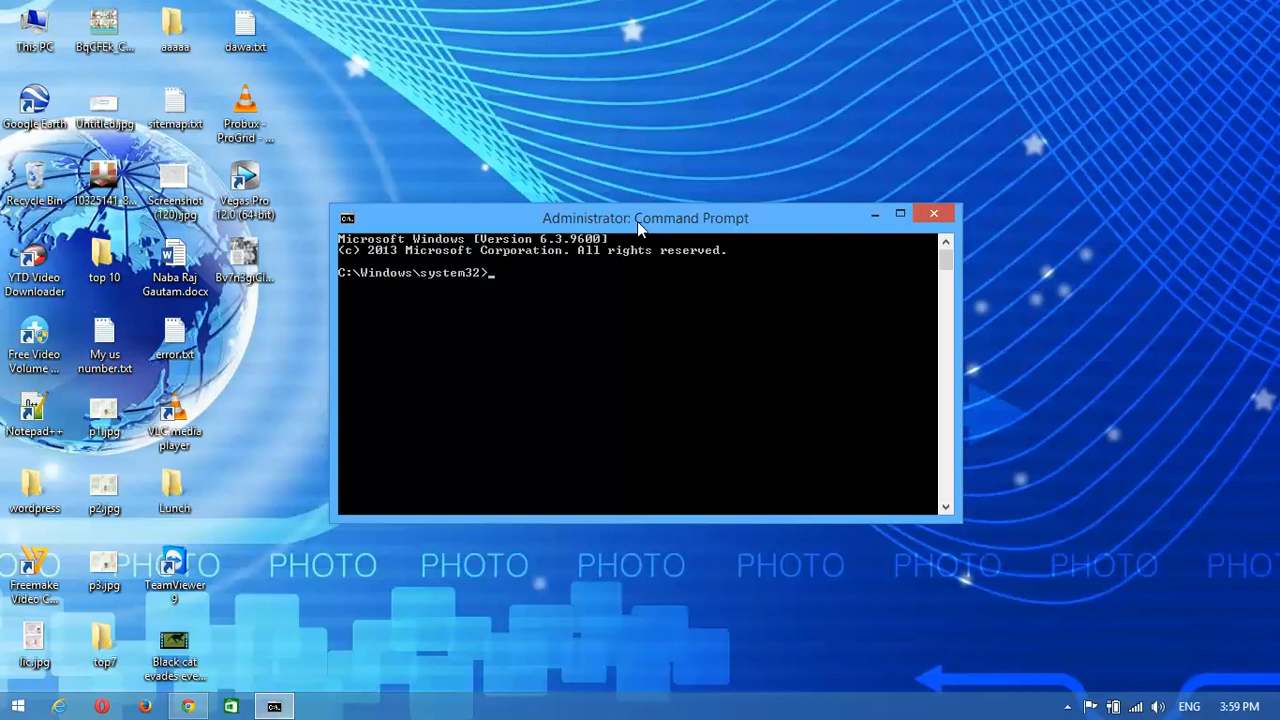 This PC
BqCFEk_C...
aaaaa
dawa.txt
Google Earth
Untitled.jpg
sitemap.txt
Probux -
ProGrid - ...
Recycle Bin
10325141_8...
Screenshot
(120).jpg
Vegas Pro
12.0 (64-bit)
YTD Video
Downloader
top 10
Naba Raj
Gautam.docx
Free Video
Volume ...
My us
number.txt
error.txt
Notepad++
p1.jpg
VLC media
player
wordpress
p2.jpg
Lunch
Freemake
Video C...
p3.jpg
TeamViewer
9
lic.jpg
top7
Black cat
evades eve...
Administrator: Command Prompt
Microsoft Windows [Version 6.3.9600]
(c) 2013 Microsoft Corporation. All rights reserved.
C:\Windows\system32>_
PHOTO PHOTO PHOTO PHOTO PHOTO PHOTO PHOTO
ENG
3:59 PM